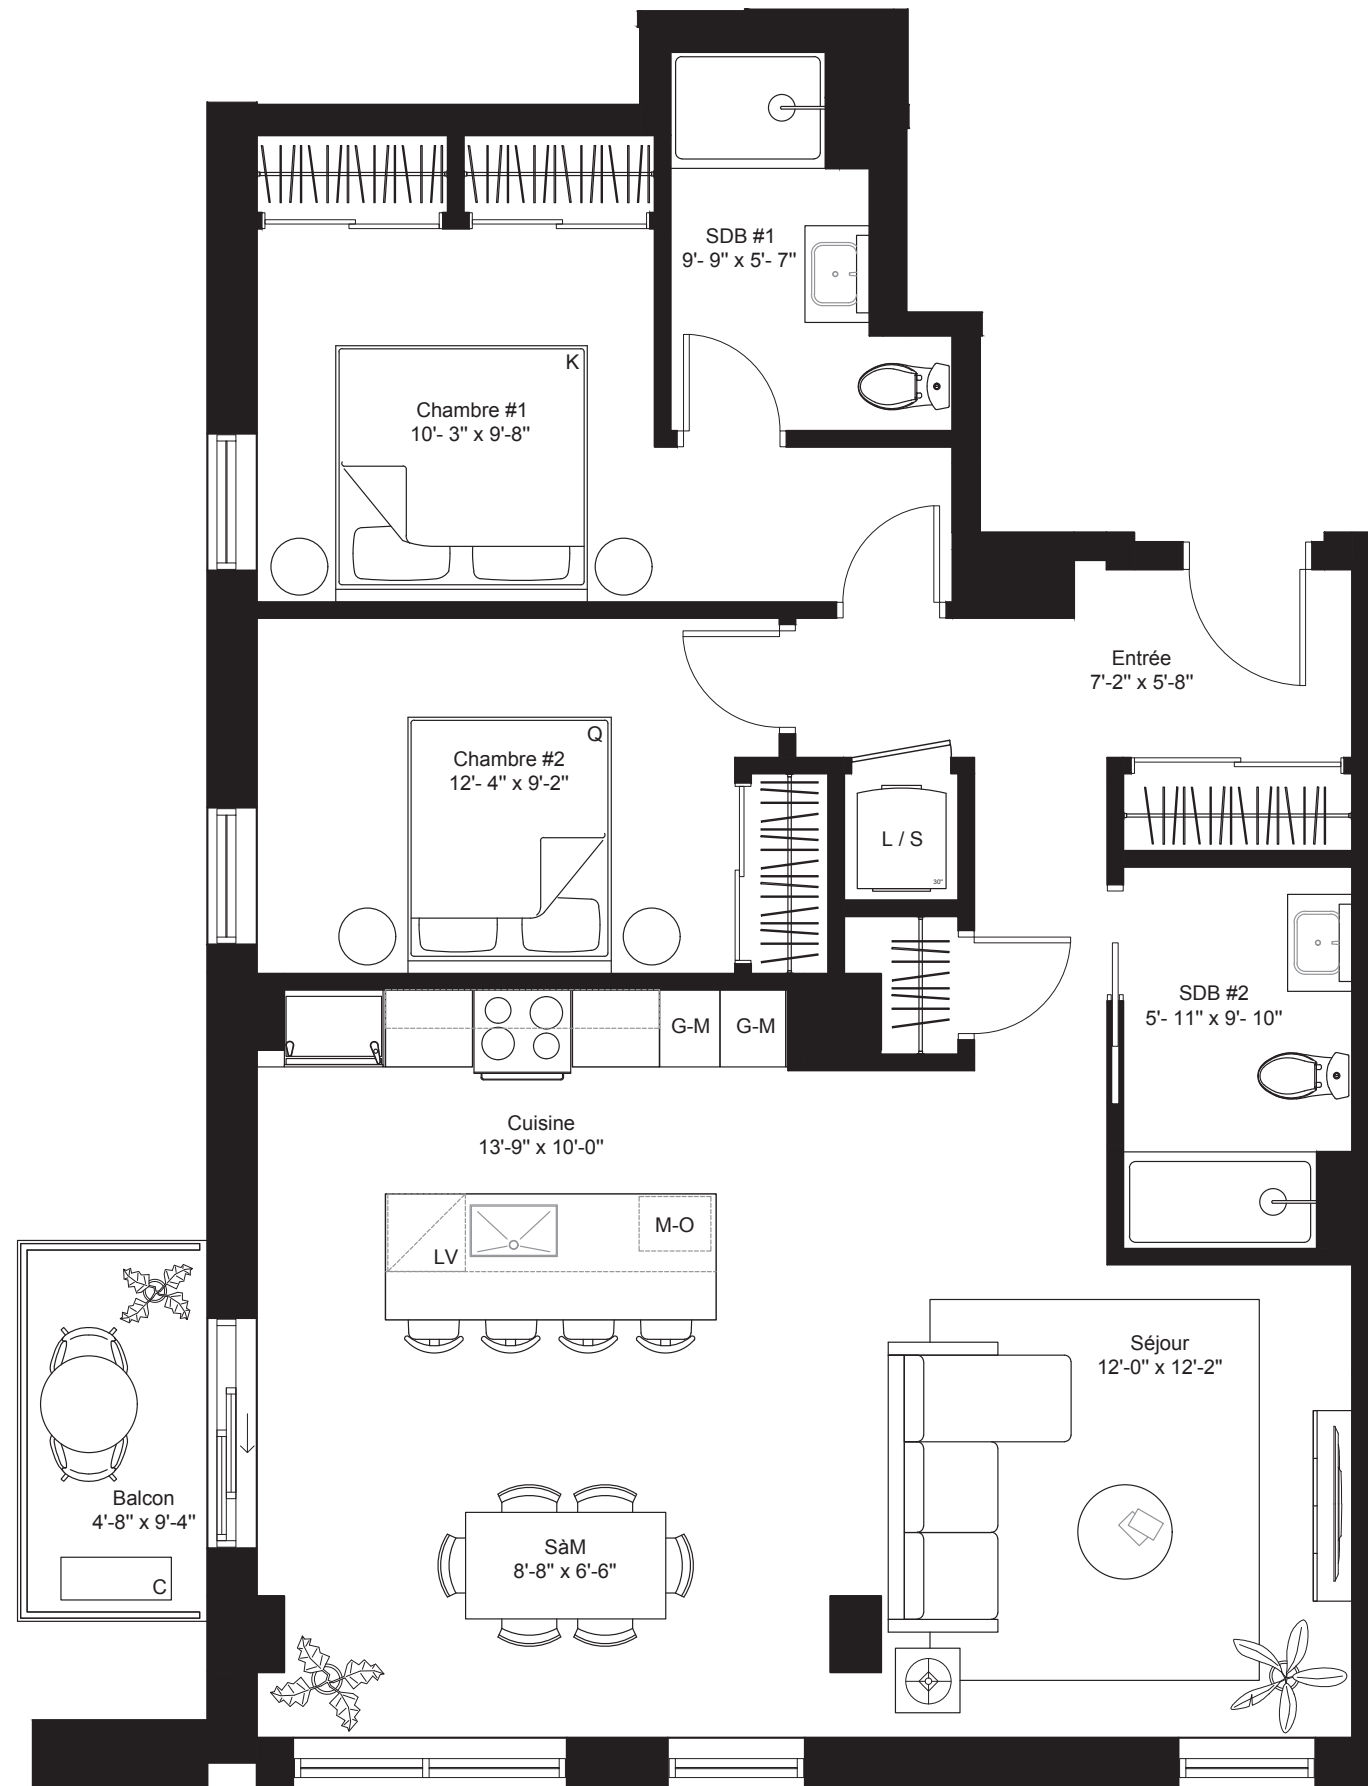 SDB #1
9'- 9" x 5'- 7"
K
Chambre #1
10'- 3" x 9'-8"
Entrée
7'-2" x 5'-8"
Q
Chambre #2
12'- 4" x 9'-2"
L / S
30"
SDB #2
5'- 11" x 9'- 10"
G-M
G-M
Cuisine
13'-9" x 10'-0"
M-O
LV
Séjour
12'-0" x 12'-2"
Balcon
4'-8" x 9'-4"
C
SàM
8'-8" x 6'-6"